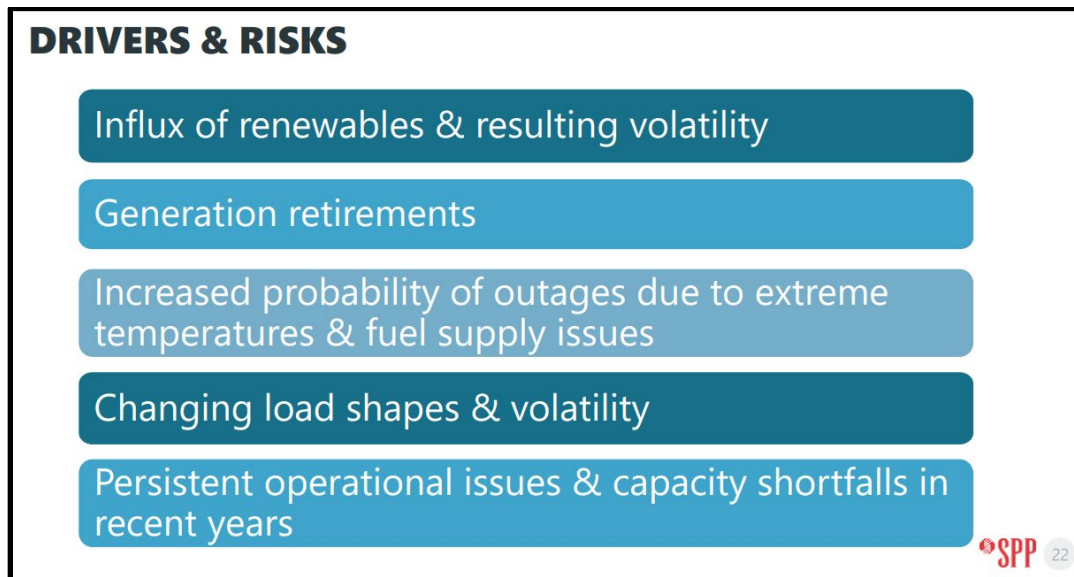 DRIVERS & RISKS
Influx of renewables & resulting volatility
Generation retirements
Increased probability of outages due to extreme
temperatures & fuel supply issues
Changing load shapes & volatility
Persistent operational issues & capacity shortfalls in
recent years
SPP 22